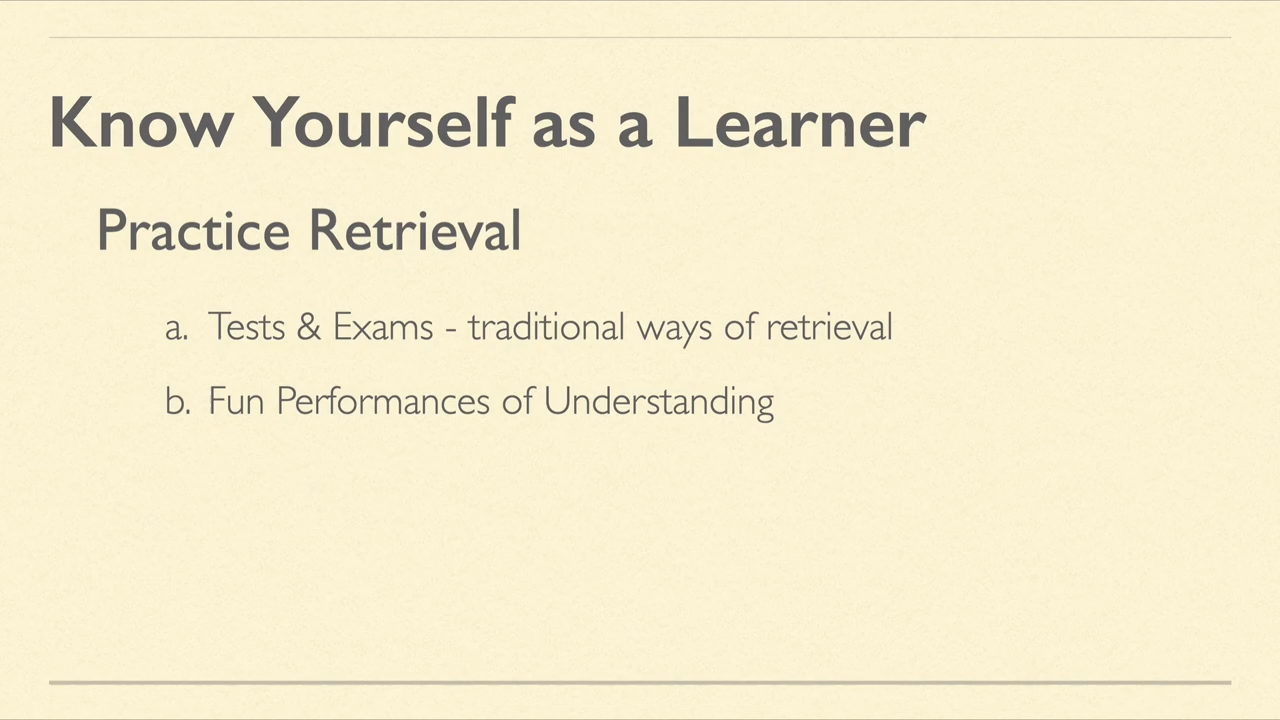 Know Yourself as a Learner
Practice Retrieval
a. Tests & Exams - traditional ways of retrieval
b. Fun Performances of Understanding